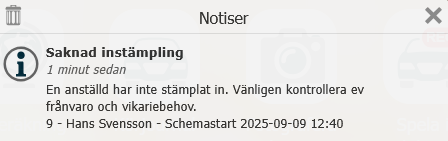 Notiser
Saknad instämpling
1 minut sedan
En anställd har inte stämplat in. Vänligen kontrollera ev
frånvaro och vikariebehov.
9 - Hans Svensson - Schemastart 2025-09-09 12:40